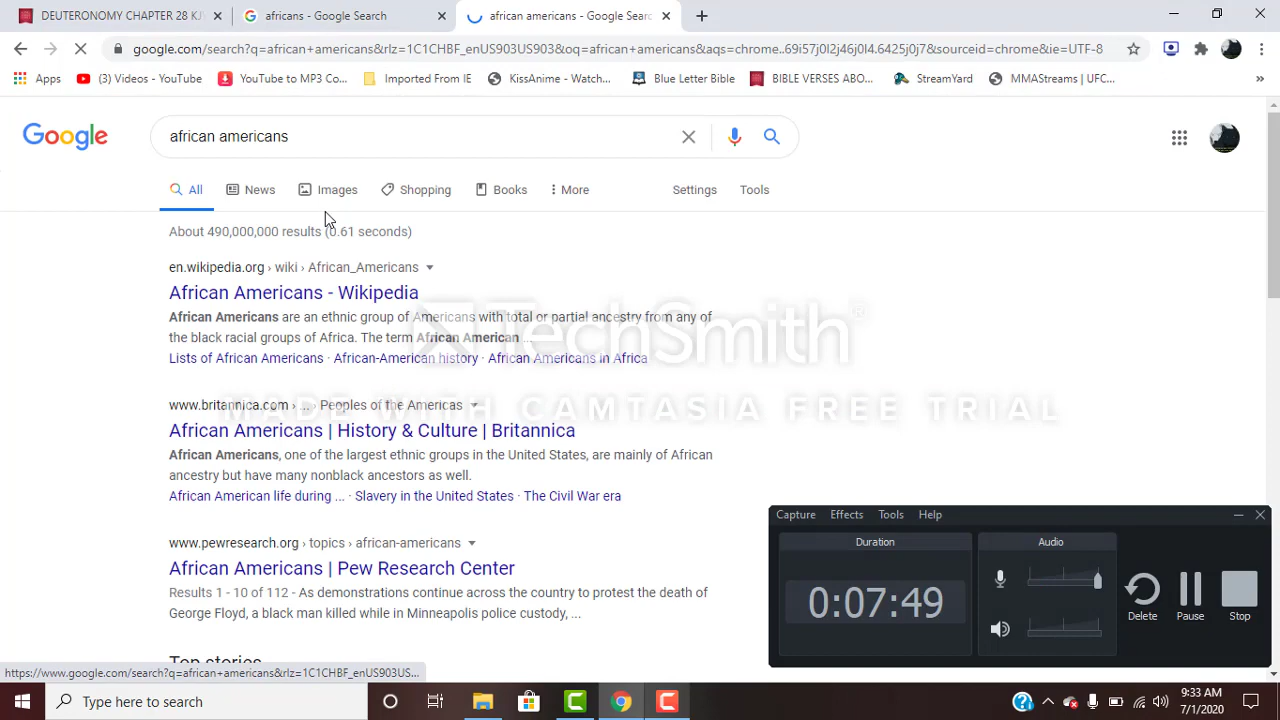 DEUTERONOMY CHAPTER 28 KJ
africans - Google Search
african americans - Google Searc
google.com/search?q=african+americans&rlz=1C1CHBF_enUS903US903&oq=african+americans&aqs=chrome..69i57j0l2j46j0l4.6425j0j7&sourceid=chrome&ie=UTF-8
Apps
(3) Videos - YouTube
YouTube to MP3 Co...
Imported From IE
KissAnime - Watch...
Blue Letter Bible
BIBLE VERSES ABO...
StreamYard
MMAStreams | UFC...
»
Google
african americans
All
News
Images
Shopping
Books
More
Settings
Tools
About 490,000,000 results (0.61 seconds)
en.wikipedia.org › wiki › African_Americans
African Americans - Wikipedia
African Americans are an ethnic group of Americans with total or partial ancestry from any of
the black racial groups of Africa. The term African American ...
Lists of African Americans · African-American history · African Americans in Africa
TechSmith
MADE WITH CAMTASIA FREE TRIAL
www.britannica.com › ... › Peoples of the Americas
African Americans | History & Culture | Britannica
African Americans, one of the largest ethnic groups in the United States, are mainly of African
ancestry but have many nonblack ancestors as well.
African American life during ... · Slavery in the United States · The Civil War era
www.pewresearch.org › topics › african-americans
African Americans | Pew Research Center
Results 1 - 10 of 112 - As demonstrations continue across the country to protest the death of
George Floyd, a black man killed while in Minneapolis police custody, ...
Top stories
Capture
Effects
Tools
Help
Duration
Audio
0:07:49
Delete
Pause
Stop
https://www.google.com/search?q=african+americans&rlz=1C1CHBF_enUS903US...
Type here to search
9:33 AM
7/1/2020